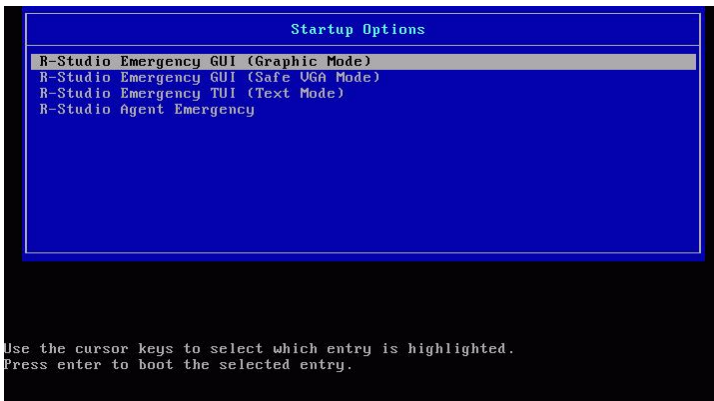 Startup Options
R-Studio Emergency GUI (Graphic Mode)
R-Studio Emergency GUI (Safe VGA Mode)
R-Studio Emergency TUI (Text Mode)
R-Studio Agent Emergency
Use the cursor keys to select which entry is highlighted.
Press enter to boot the selected entry.